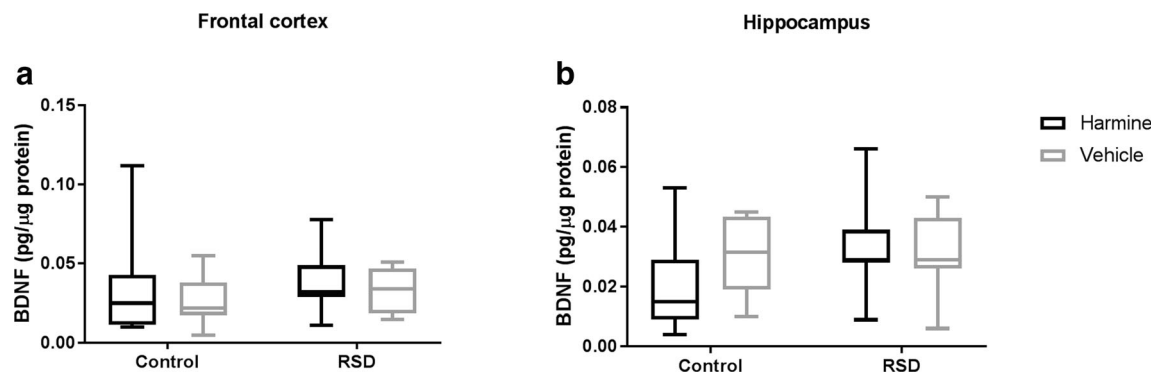 Frontal cortex
Hippocampus
a
b
BDNF (pg/μg protein)
0.15
0.10
0.05
0.00
Control
RSD
BDNF (pg/μg protein)
0.08
0.06
0.04
0.02
0.00
Control
RSD
Harmine
Vehicle